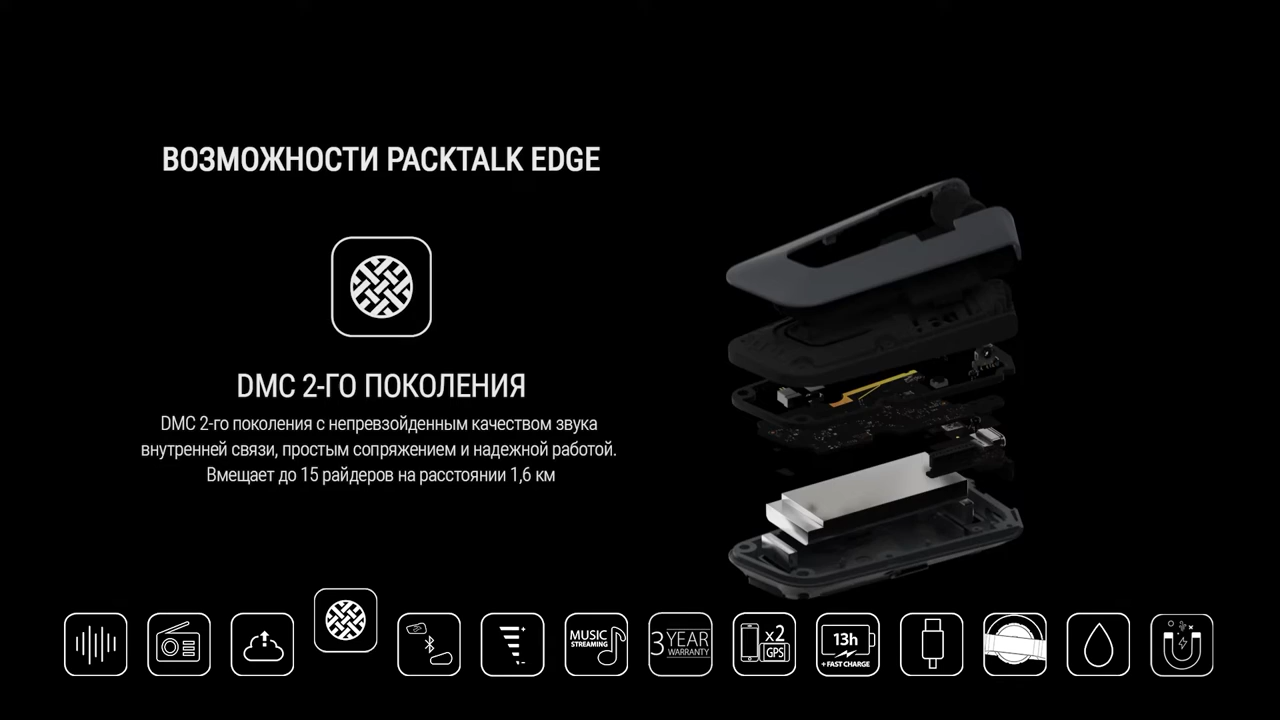 ВОЗМОЖНОСТИ PACKTALK EDGE
DMC 2-ГО ПОКОЛЕНИЯ
DMC 2-го поколения с непревзойденным качеством звука
внутренней связи, простым сопряжением и надежной работой.
Вмещает до 15 райдеров на расстоянии 1,6 км
MUSIC
STREAMING
3 YEAR
WARRANTY
x2
GPS
13h
+ FAST CHARGE